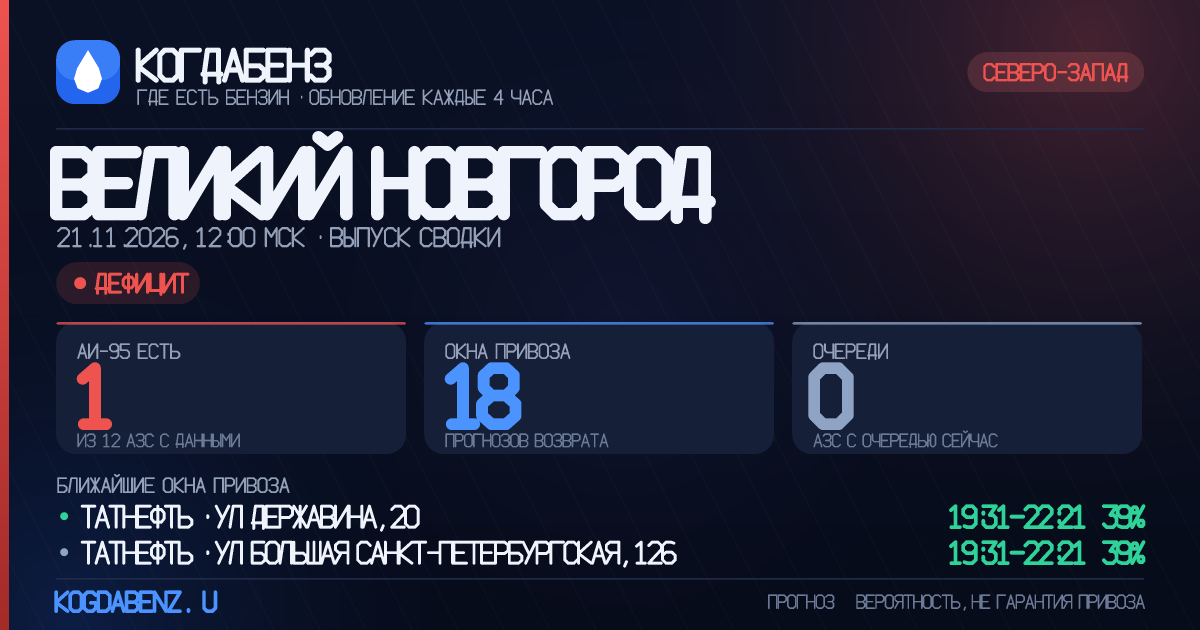 КОГДАБЕНЗ
ГДЕ ЕСТЬ БЕНЗИН · ОБНОВЛЕНИЕ КАЖДЫЕ 4 ЧАСА
СЕВЕРО-ЗАПАД
ВЕЛИКИЙ НОВГОРОД
21.11.2026, 12:00 МСК · ВЫПУСК СВОДКИ
• ДЕФИЦИТ
АИ-95 ЕСТЬ
1
ИЗ 12 АЗС С ДАННЫМИ
ОКНА ПРИВОЗА
18
ПРОГНОЗОВ ВОЗВРАТА
ОЧЕРЕДИ
0
АЗС С ОЧЕРЕДЬЮ СЕЙЧАС
БЛИЖАЙШИЕ ОКНА ПРИВОЗА
• ТАТНЕФТЬ · УЛ ДЕРЖАВИНА, 20 19:31-22:21 39%
• ТАТНЕФТЬ · УЛ БОЛЬШАЯ САНКТ-ПЕТЕРБУРГСКАЯ, 126 19:31-22:21 39%
KOGDABENZ. U
ПРОГНОЗ ВЕРОЯТНОСТЬ, НЕ ГАРАНТИЯ ПРИВОЗА